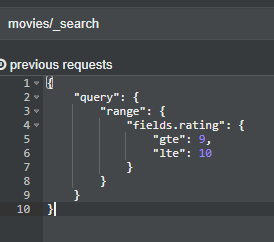 movies/_search
previous requests
1 {
2 "query": {
3 "range": {
4 "fields.rating": {
5 "gte": 9,
6 "lte": 10
7 }
8 }
9 }
10 }